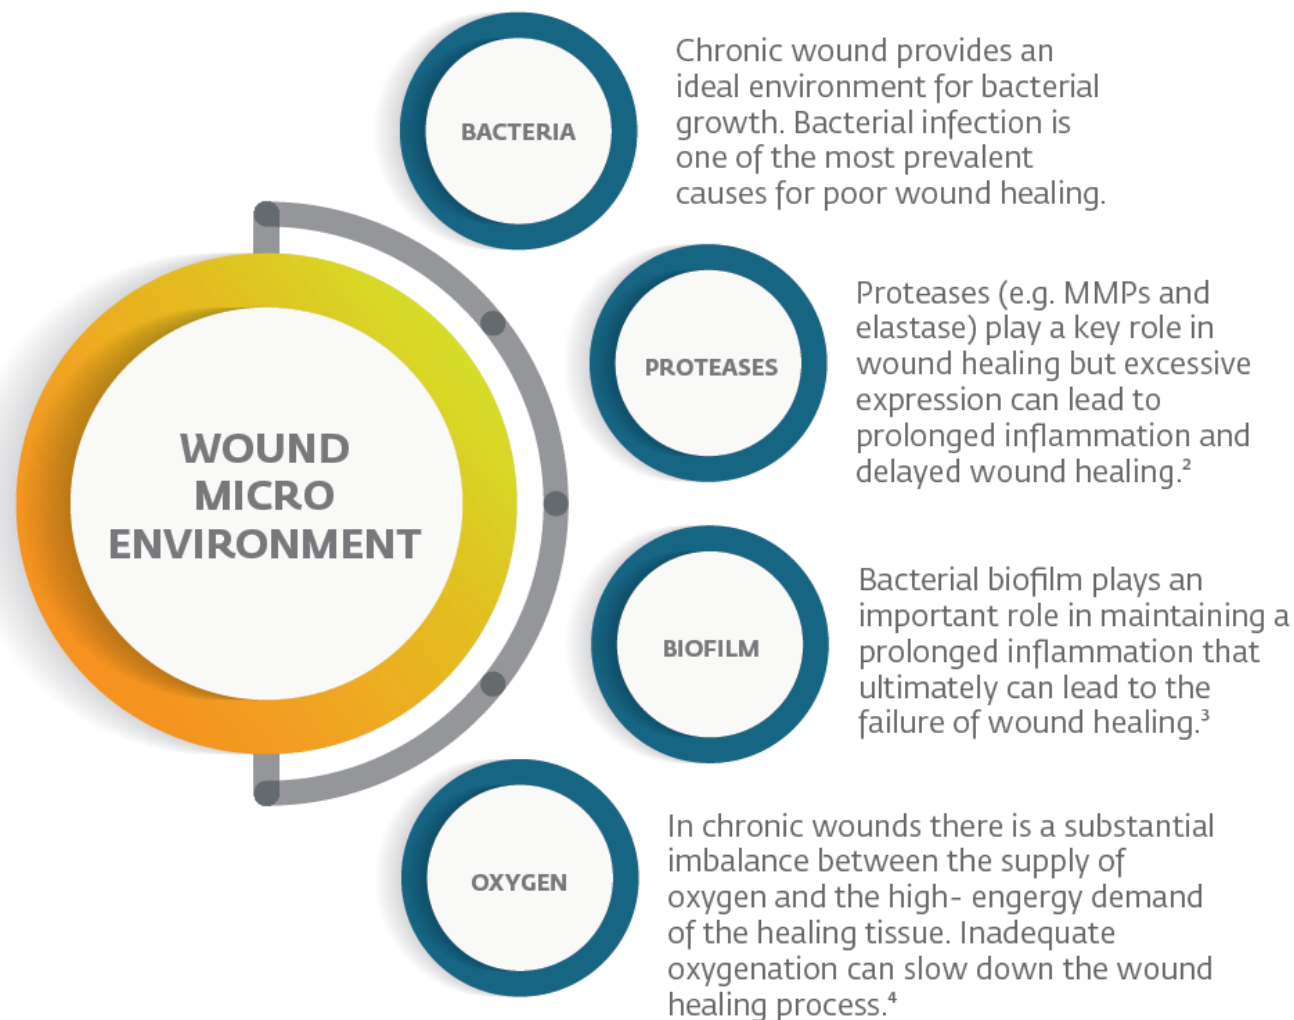 BACTERIA
Chronic wound provides an
ideal environment for bacterial
growth. Bacterial infection is
one of the most prevalent
causes for poor wound healing.
WOUND
MICRO
ENVIRONMENT
PROTEASES
Proteases (e.g. MMPs and
elastase) play a key role in
wound healing but excessive
expression can lead to
prolonged inflammation and
delayed wound healing.²
BIOFILM
Bacterial biofilm plays an
important role in maintaining a
prolonged inflammation that
ultimately can lead to the
failure of wound healing.³
OXYGEN
In chronic wounds there is a substantial
imbalance between the supply of
oxygen and the high- engergy demand
of the healing tissue. Inadequate
oxygenation can slow down the wound
healing process.⁴